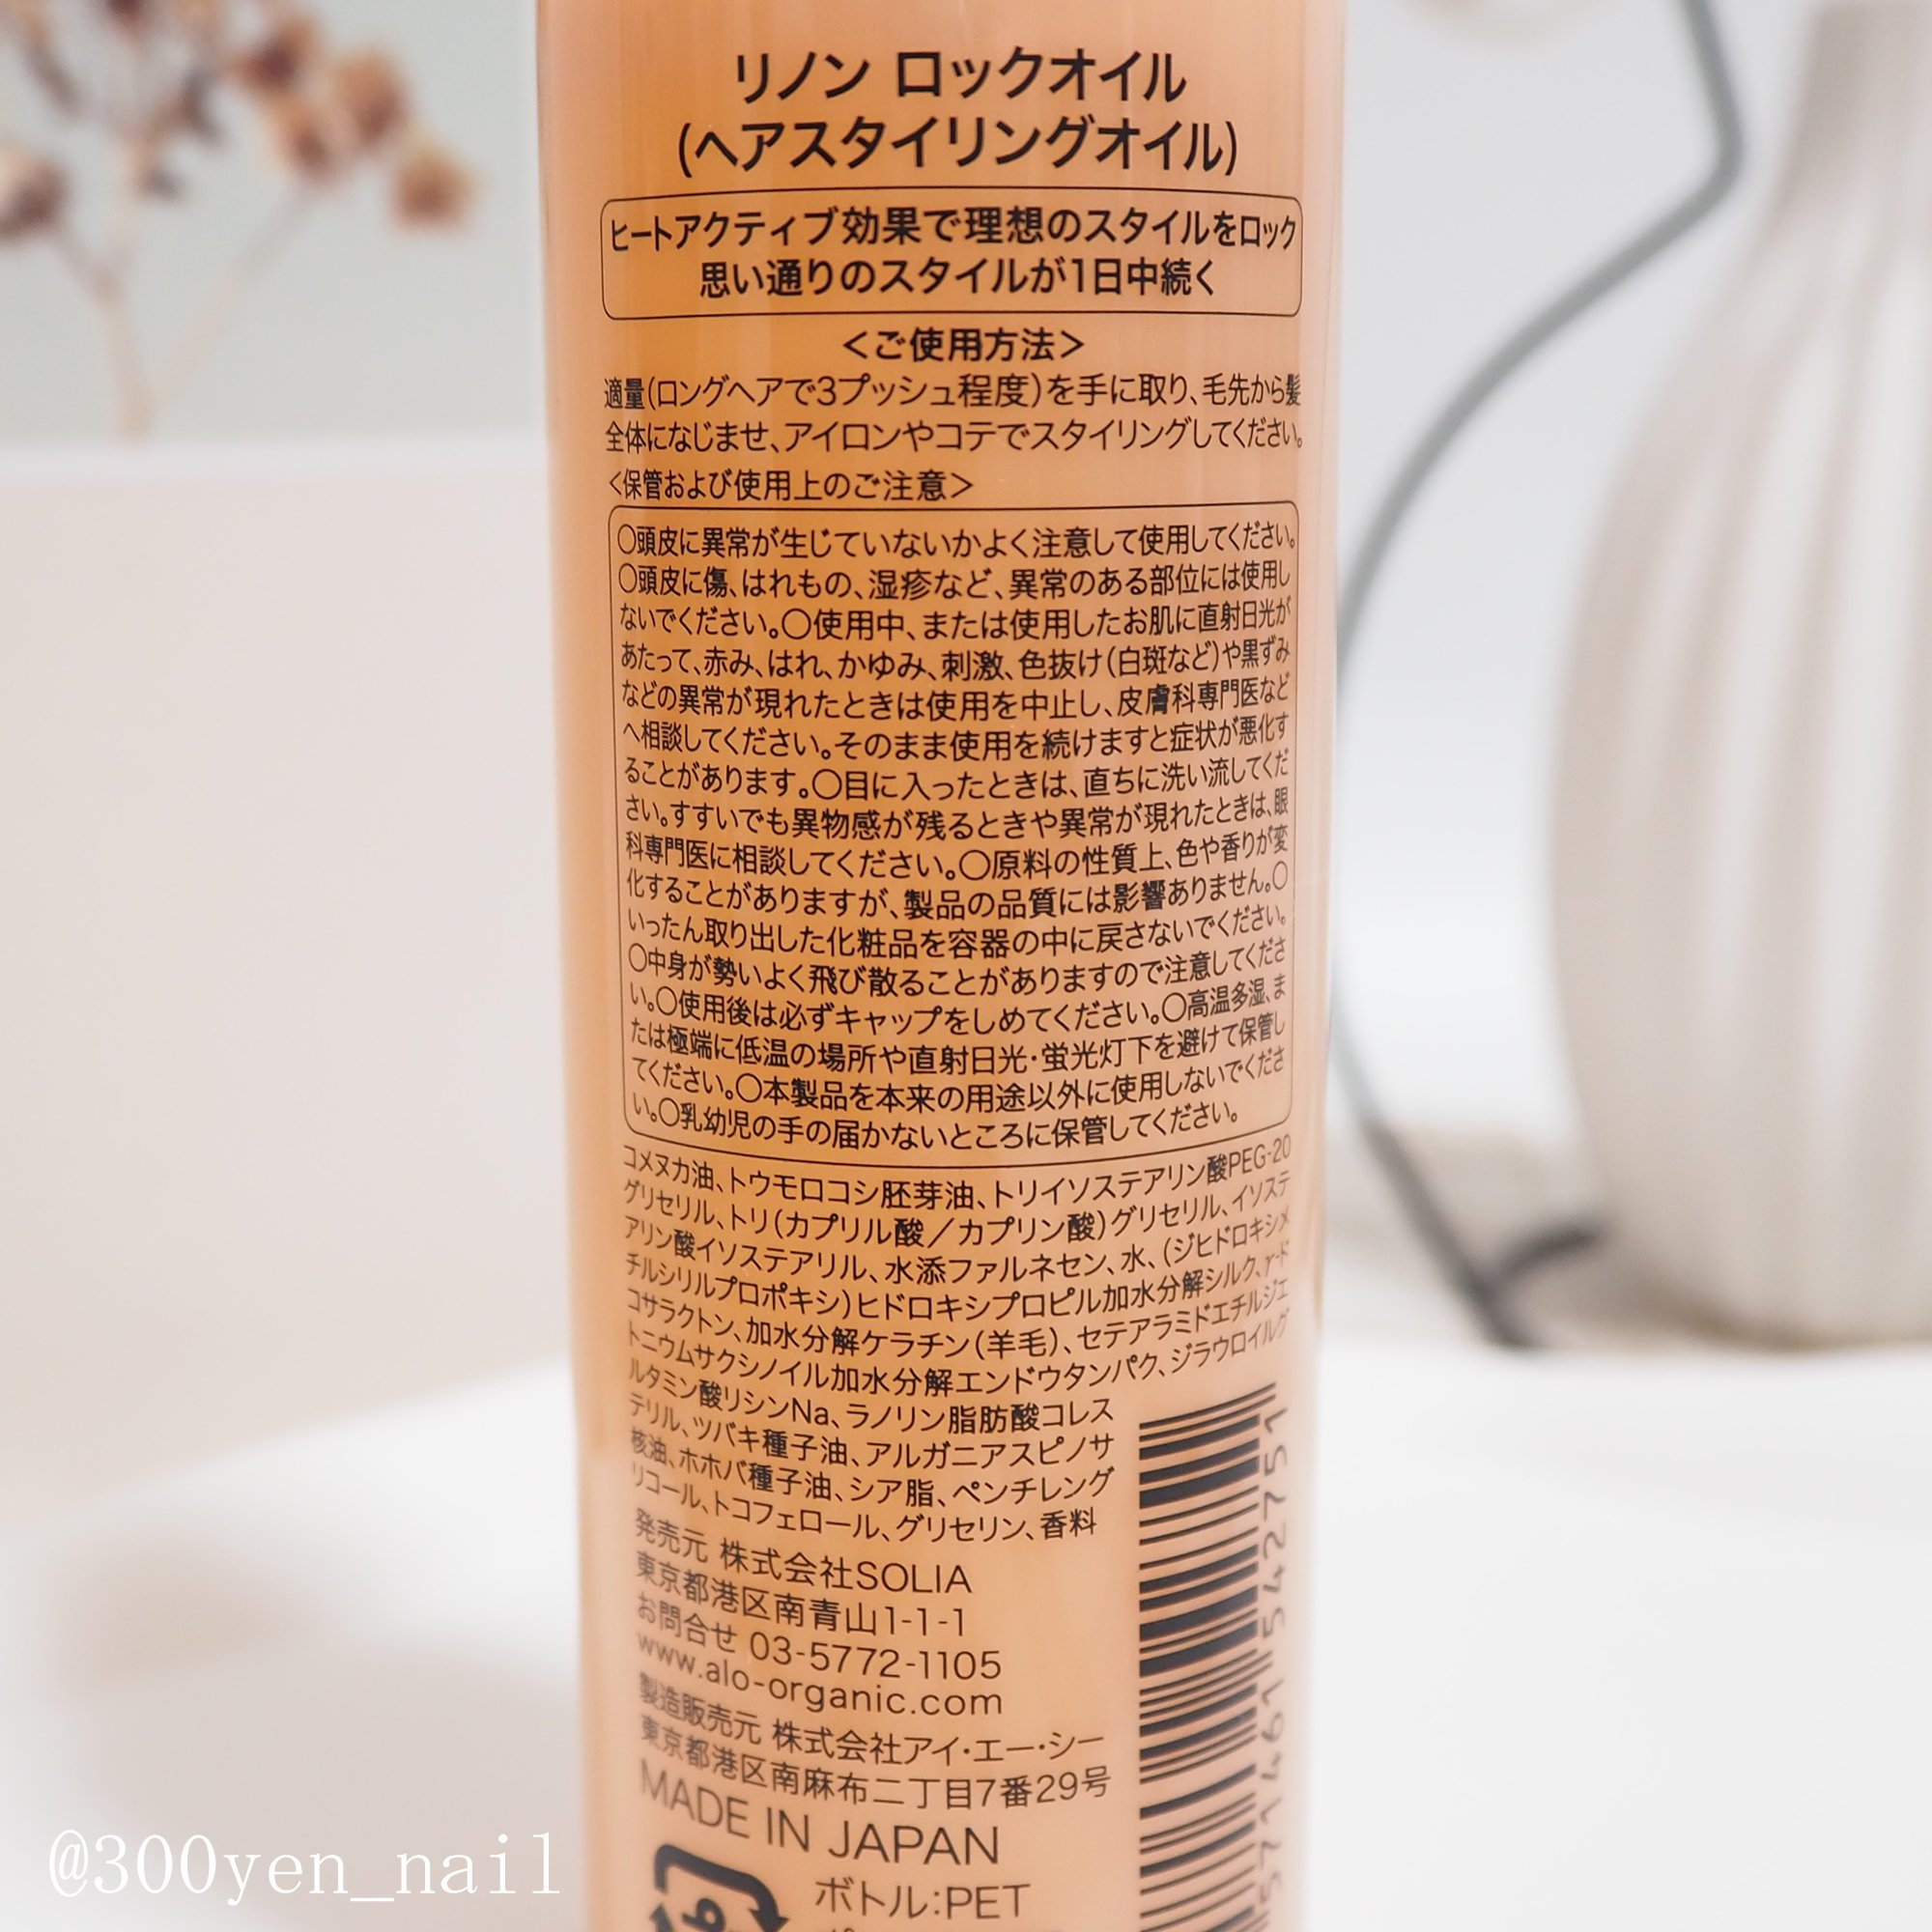 リノン ロックオイル
(ヘアスタイリングオイル)
ヒートアクティブ効果で理想のスタイルをロック
思い通りのスタイルが1日中続く
＜ご使用方法＞
適量(ロングヘアで3プッシュ程度)を手に取り、毛先から髪
全体になじませ、アイロンやコテでスタイリングしてください。
＜保管および使用上のご注意＞
○頭皮に異常が生じていないかよく注意して使用してください。
○頭皮に傷、はれもの、湿疹など、異常のある部位には使用し
ないでください。○使用中、または使用したお肌に直射日光が
あたって、赤み、はれ、かゆみ、刺激、色抜け(白斑など)や黒ずみ
などの異常が現れたときは使用を中止し、皮膚科専門医など
へ相談してください。そのまま使用を続けますと症状が悪化す
ることがあります。○目に入ったときは、直ちに洗い流してくだ
さい。すすいでも異物感が残るときや異常が現れたときは、眼
科専門医に相談してください。○原料の性質上、色や香りが変
化することがありますが、製品の品質には影響ありません。○
いったん取り出した化粧品を容器の中に戻さないでください。
○中身が勢いよく飛び散ることがありますので注意してくださ
い。○使用後は必ずキャップをしめてください。○高温多湿、ま
たは極端に低温の場所や直射日光・蛍光灯下を避けて保管し
てください。○本製品を本来の用途以外に使用しないでくださ
い。○乳幼児の手の届かないところに保管してください。
コメヌカ油、トウモロコシ胚芽油、トリイソステアリン酸PEG-20
グリセリル、トリ(カプリル酸／カプリン酸)グリセリル、イソステ
アリン酸イソステアリル、水添ファルネセン、水、(ジヒドロキシメ
チルシリルプロポキシ)ヒドロキシプロピル加水分解シルク、γ-ド
コサラクトン、加水分解ケラチン(羊毛)、セテアラミドエチルジエ
トニウムサクシノイル加水分解エンドウタンパク、ジラウロイルグ
ルタミン酸リシンNa、ラノリン脂肪酸コレス
テリル、ツバキ種子油、アルガニアスピノサ
核油、ホホバ種子油、シア脂、ペンチレング
リコール、トコフェロール、グリセリン、香料
発売元 株式会社SOLIA
東京都港区南青山1-1-1
お問合せ 03-5772-1105
www.alo-organic.com
製造販売元 株式会社アイ・エー・シー
東京都港区南麻布二丁目7番29号
MADE IN JAPAN
ボトル:PET
@300yen_nail